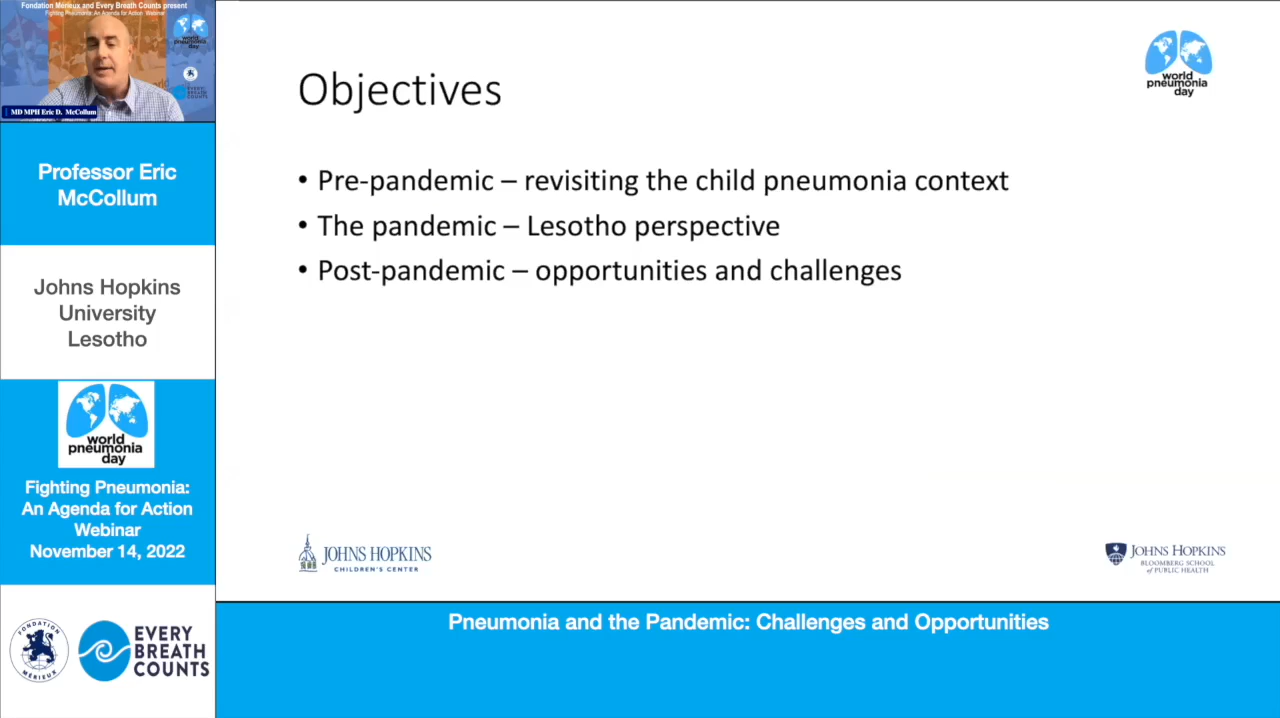 Fondation Mérieux and Every Breath Counts present
Fighting Pneumonia: An Agenda for Action Webinar
world
pneumonia
day
EVERY
BREATH
COUNTS
MD MPH Eric D. McCollum
Professor Eric
McCollum
Johns Hopkins
University
Lesotho
world
pneumonia
day
Fighting Pneumonia:
An Agenda for Action
Webinar
November 14, 2022
FONDATION
MÉRIEUX
EVERY
BREATH
COUNTS
Objectives
world
pneumonia
day
• Pre-pandemic – revisiting the child pneumonia context
• The pandemic – Lesotho perspective
• Post-pandemic – opportunities and challenges
JOHNS HOPKINS
CHILDREN'S CENTER
JOHNS HOPKINS
BLOOMBERG SCHOOL
of PUBLIC HEALTH
Pneumonia and the Pandemic: Challenges and Opportunities